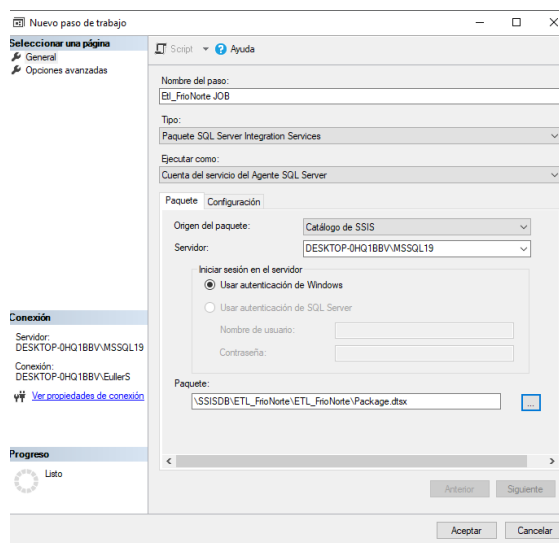 Nuevo paso de trabajo
Seleccionar una página
General
Opciones avanzadas
Script
Ayuda
Nombre del paso:
Etl_FrioNorte JOB
Tipo:
Paquete SQL Server Integration Services
Ejecutar como:
Cuenta del servicio del Agente SQL Server
Paquete
Configuración
Origen del paquete:
Catálogo de SSIS
Servidor:
DESKTOP-0HQ1BBV\MSSQL19
Iniciar sesión en el servidor
Usar autenticación de Windows
Usar autenticación de SQL Server
Nombre de usuario:
Contraseña:
Paquete:
\SSISDB\ETL_FrioNorte\ETL_FrioNorte\Package.dtsx
...
Conexión
Servidor:
DESKTOP-0HQ1BBV\MSSQL19
Conexión:
DESKTOP-0HQ1BBV\EullerS
Ver propiedades de conexión
Progreso
Listo
Anterior
Siguiente
Aceptar
Cancelar